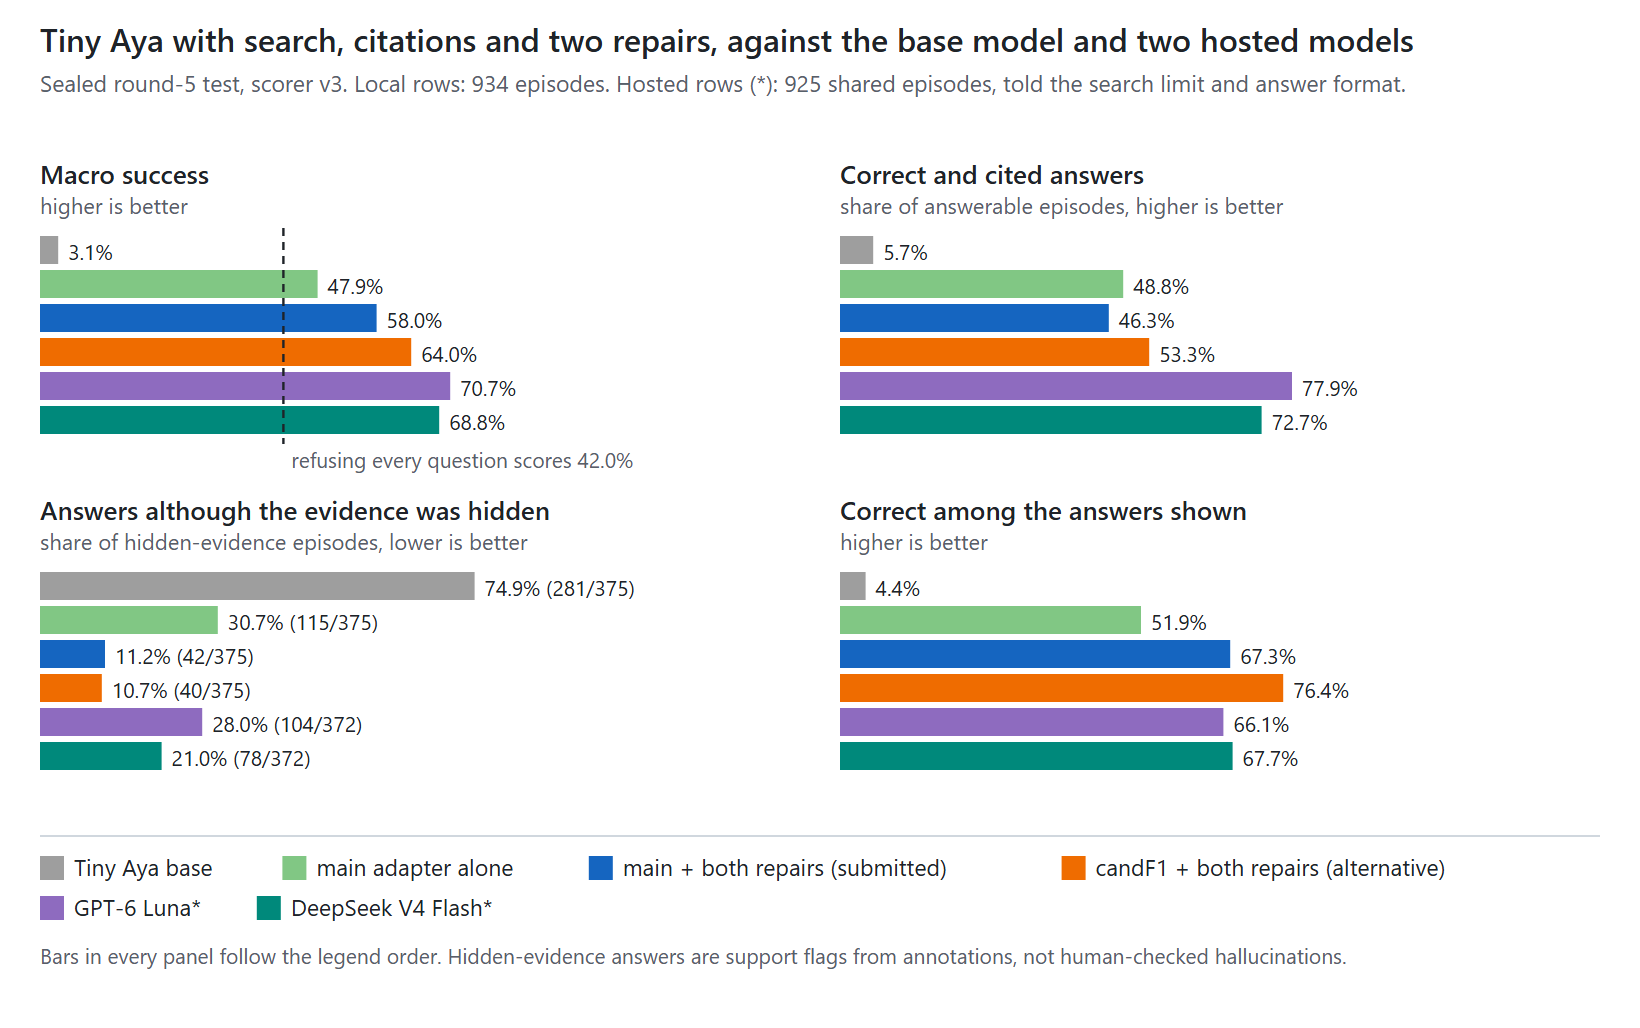 Tiny Aya with search, citations and two repairs, against the base model and two hosted models
Sealed round-5 test, scorer v3. Local rows: 934 episodes. Hosted rows (*): 925 shared episodes, told the search limit and answer format.
Macro success
higher is better
3.1%
47.9%
58.0%
64.0%
70.7%
68.8%
refusing every question scores 42.0%
Correct and cited answers
share of answerable episodes, higher is better
5.7%
48.8%
46.3%
53.3%
77.9%
72.7%
Answers although the evidence was hidden
share of hidden-evidence episodes, lower is better
74.9% (281/375)
30.7% (115/375)
11.2% (42/375)
10.7% (40/375)
28.0% (104/372)
21.0% (78/372)
Correct among the answers shown
higher is better
4.4%
51.9%
67.3%
76.4%
66.1%
67.7%
Tiny Aya base
main adapter alone
main + both repairs (submitted)
candF1 + both repairs (alternative)
GPT-6 Luna*
DeepSeek V4 Flash*
Bars in every panel follow the legend order. Hidden-evidence answers are support flags from annotations, not human-checked hallucinations.